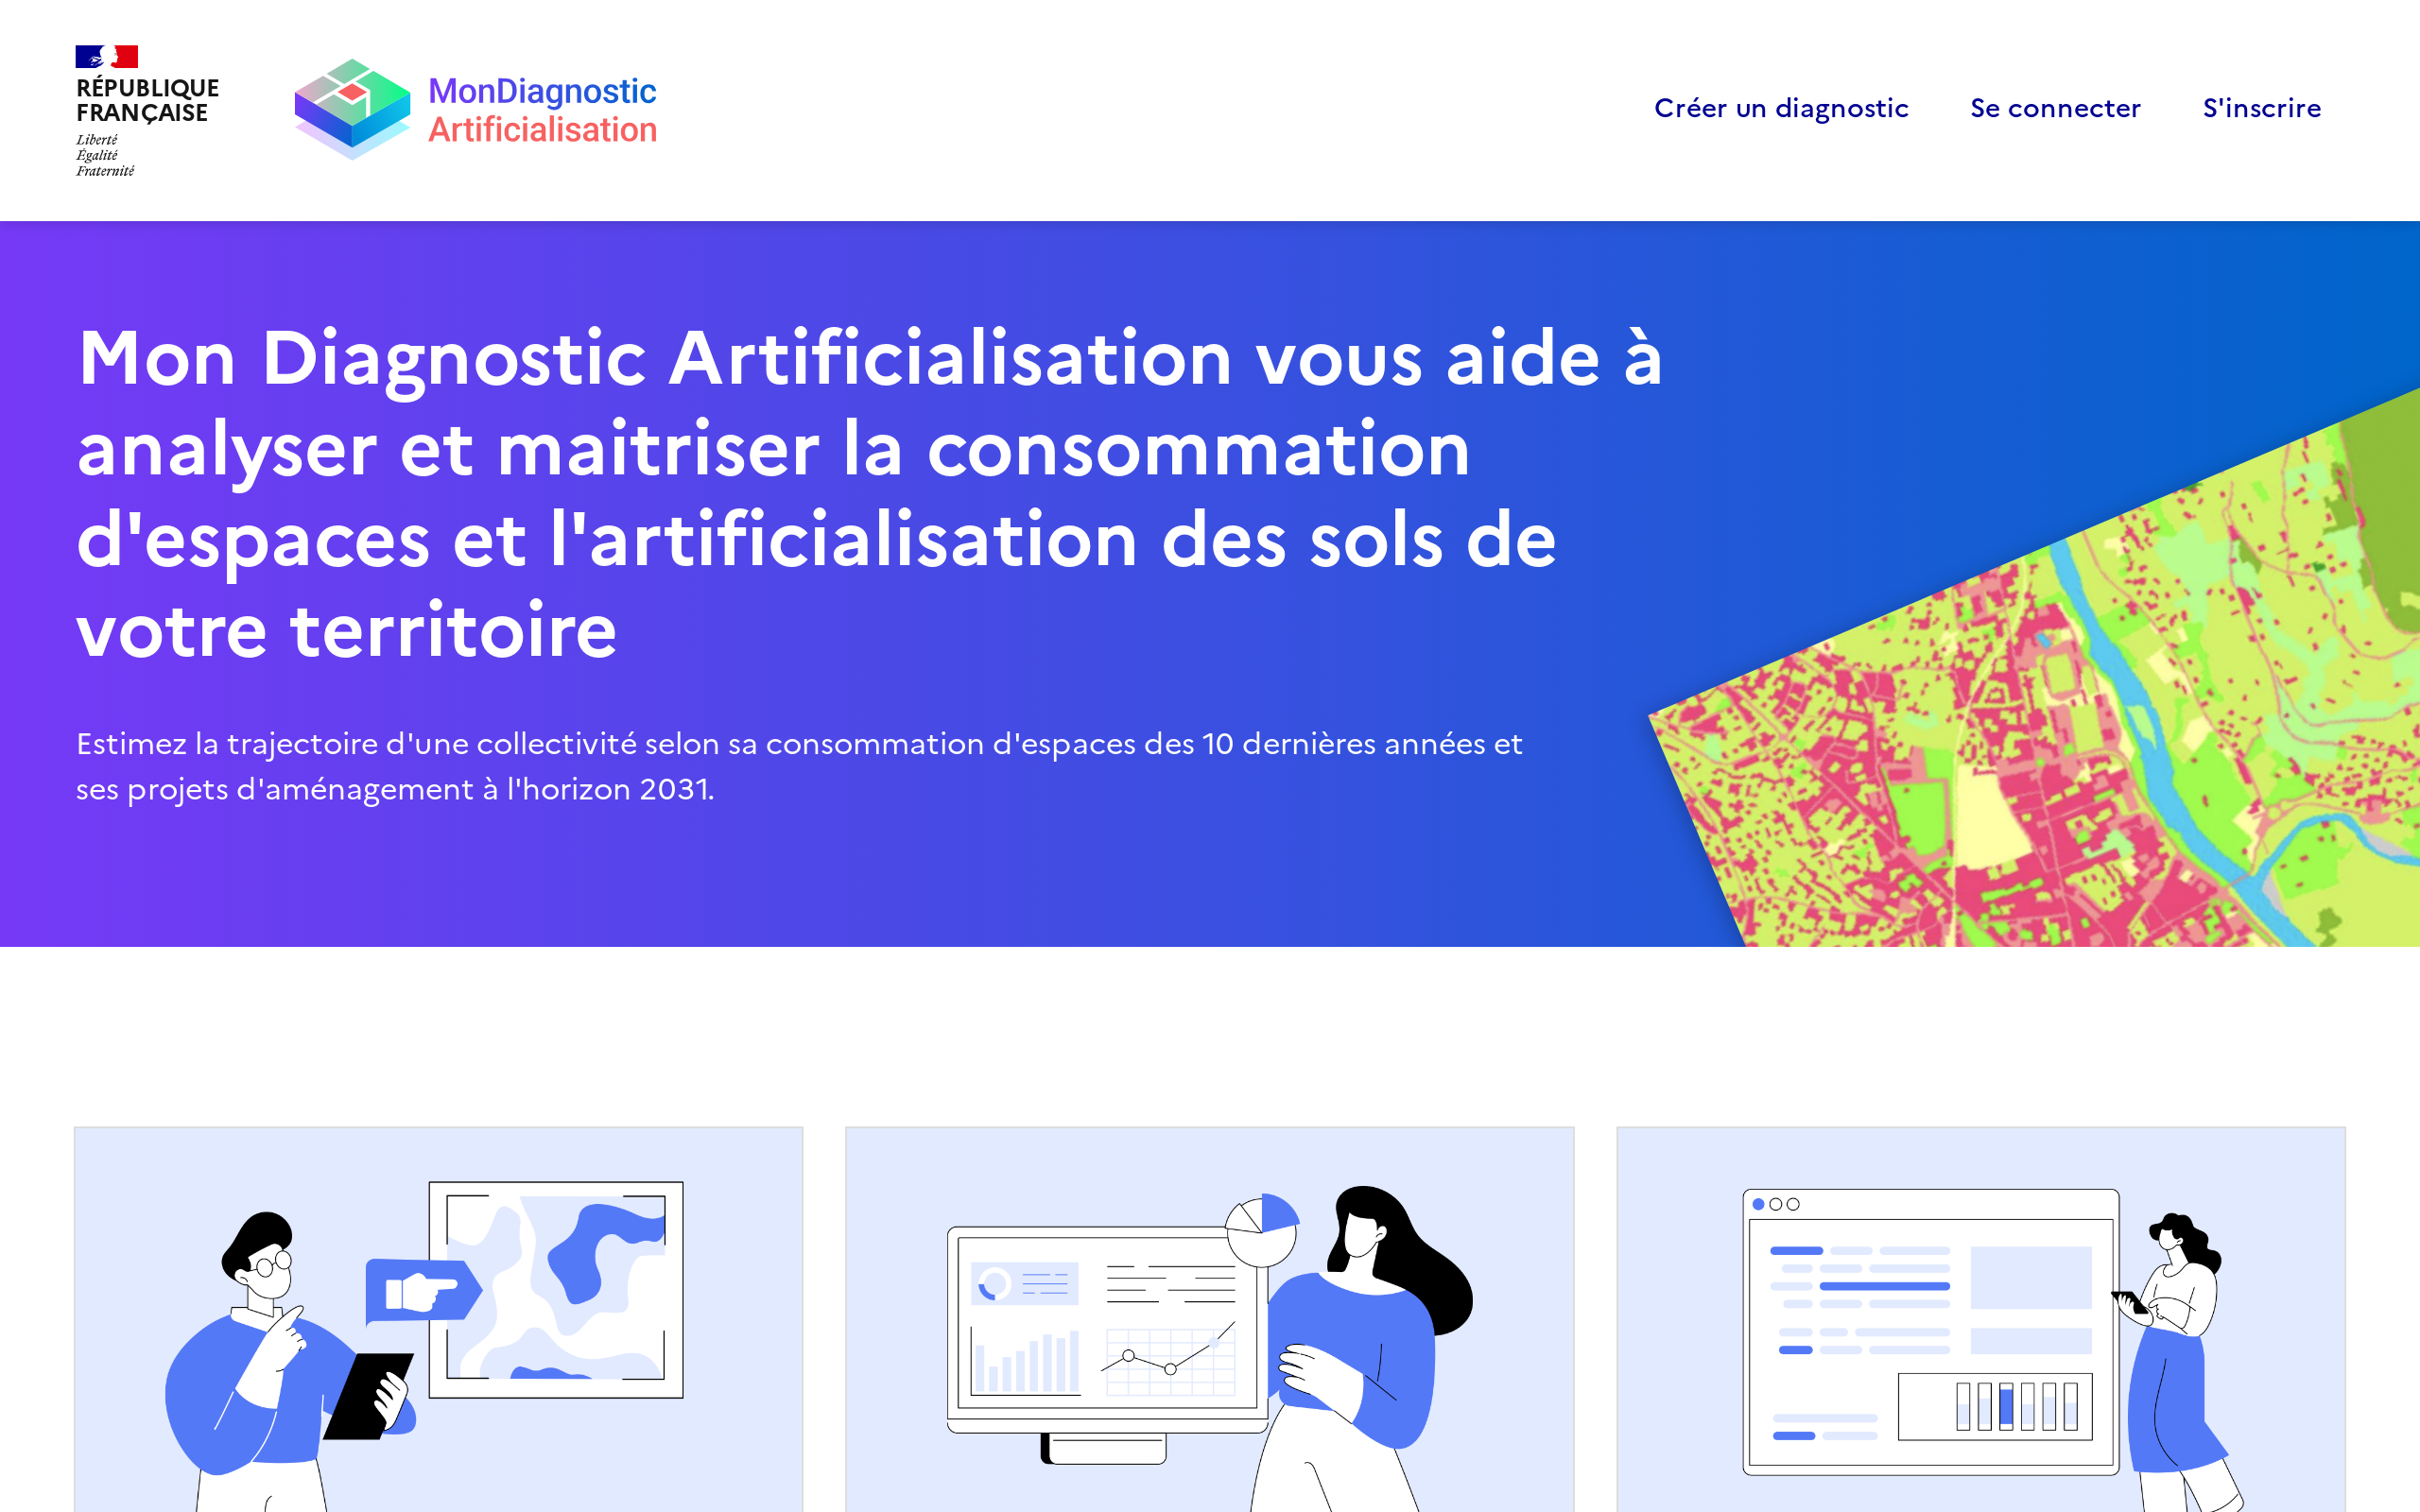 RÉPUBLIQUE
FRANÇAISE
Liberté
Égalité
Fraternité
MonDiagnostic
Artificialisation
Créer un diagnostic
Se connecter
S'inscrire
Mon Diagnostic Artificialisation vous aide à
analyser et maitriser la consommation
d'espaces et l'artificialisation des sols de
votre territoire
Estimez la trajectoire d'une collectivité selon sa consommation d'espaces des 10 dernières années et
ses projets d'aménagement à l'horizon 2031.